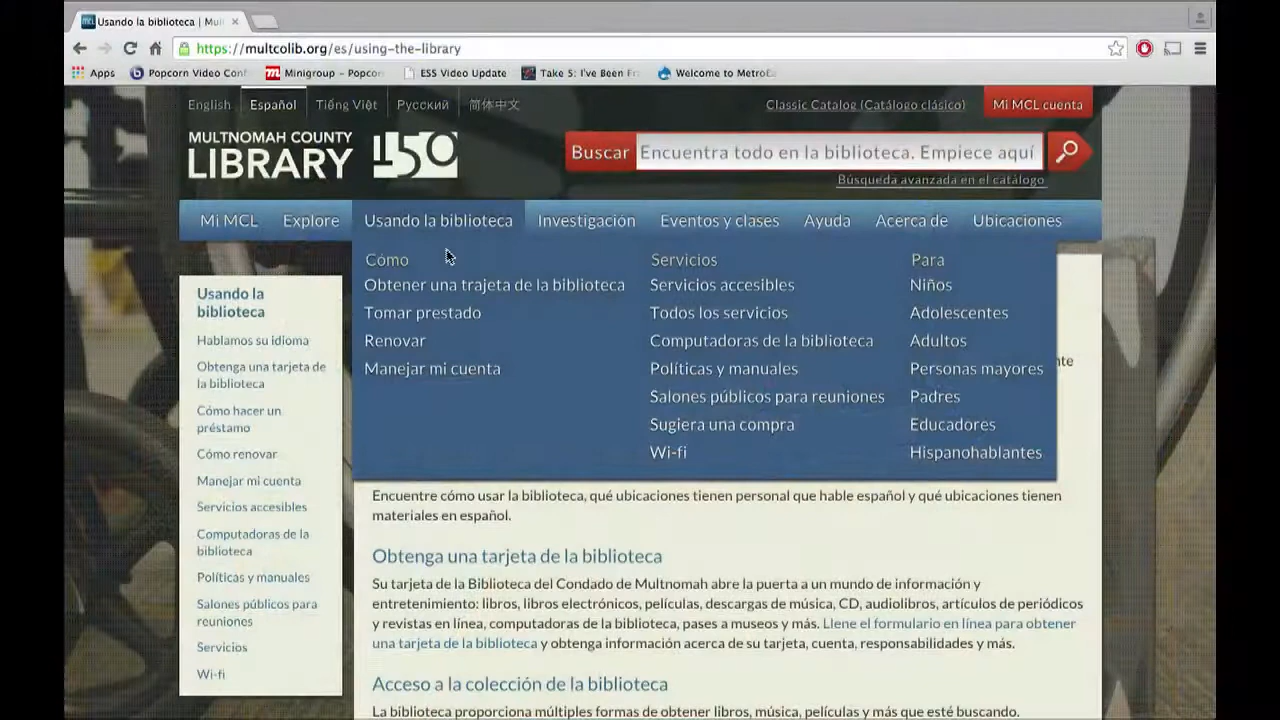 Usando la biblioteca | Mul
https://multcolib.org/es/using-the-library
Apps
Popcorn Video Conf
Minigroup – Popcor
ESS Video Update
Take 5: I've Been Fr
Welcome to MetroEa
English Español Tiếng Việt Русский 简体中文
Classic Catalog (Catálogo clásico)
Mi MCL cuenta
MULTNOMAH COUNTY
LIBRARY 150
Buscar Encuentra todo en la biblioteca. Empiece aquí
Búsqueda avanzada en el catálogo
Mi MCL Explore Usando la biblioteca Investigación Eventos y clases Ayuda Acerca de Ubicaciones
Cómo
Obtener una trajeta de la biblioteca
Tomar prestado
Renovar
Manejar mi cuenta
Servicios
Servicios accesibles
Todos los servicios
Computadoras de la biblioteca
Políticas y manuales
Salones públicos para reuniones
Sugiera una compra
Wi-fi
Para
Niños
Adolescentes
Adultos
Personas mayores
Padres
Educadores
Hispanohablantes
Usando la
biblioteca
Hablamos su idioma
Obtenga una tarjeta de
la biblioteca
Cómo hacer un
préstamo
Cómo renovar
Manejar mi cuenta
Servicios accesibles
Computadoras de la
biblioteca
Políticas y manuales
Salones públicos para
reuniones
Servicios
Wi-fi
nte
Encuentre cómo usar la biblioteca, qué ubicaciones tienen personal que hable español y qué ubicaciones tienen
materiales en español.
Obtenga una tarjeta de la biblioteca
Su tarjeta de la Biblioteca del Condado de Multnomah abre la puerta a un mundo de información y
entretenimiento: libros, libros electrónicos, películas, descargas de música, CD, audiolibros, artículos de periódicos
y revistas en línea, computadoras de la biblioteca, pases a museos y más. Llene el formulario en línea para obtener
una tarjeta de la biblioteca y obtenga información acerca de su tarjeta, cuenta, responsabilidades y más.
Acceso a la colección de la biblioteca
La biblioteca proporciona múltiples formas de obtener libros, música, películas y más que esté buscando.